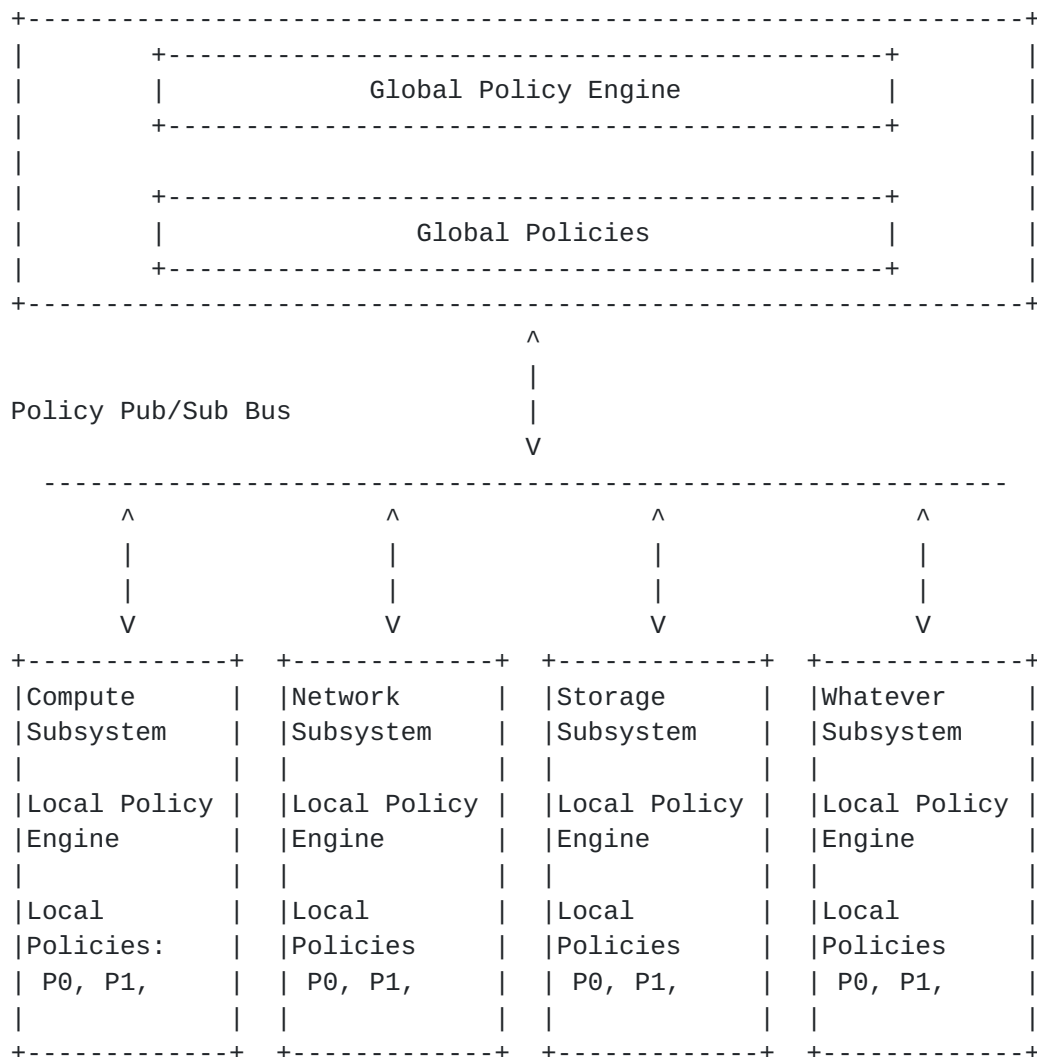 Global Policy Engine
Global Policies
Policy Pub/Sub Bus
Compute
Subsystem
Local Policy
Engine
Local
Policies:
P0, P1,
Network
Subsystem
Local Policy
Engine
Local
Policies
P0, P1,
Storage
Subsystem
Local Policy
Engine
Local
Policies
P0, P1,
Whatever
Subsystem
Local Policy
Engine
Local
Policies
P0, P1,